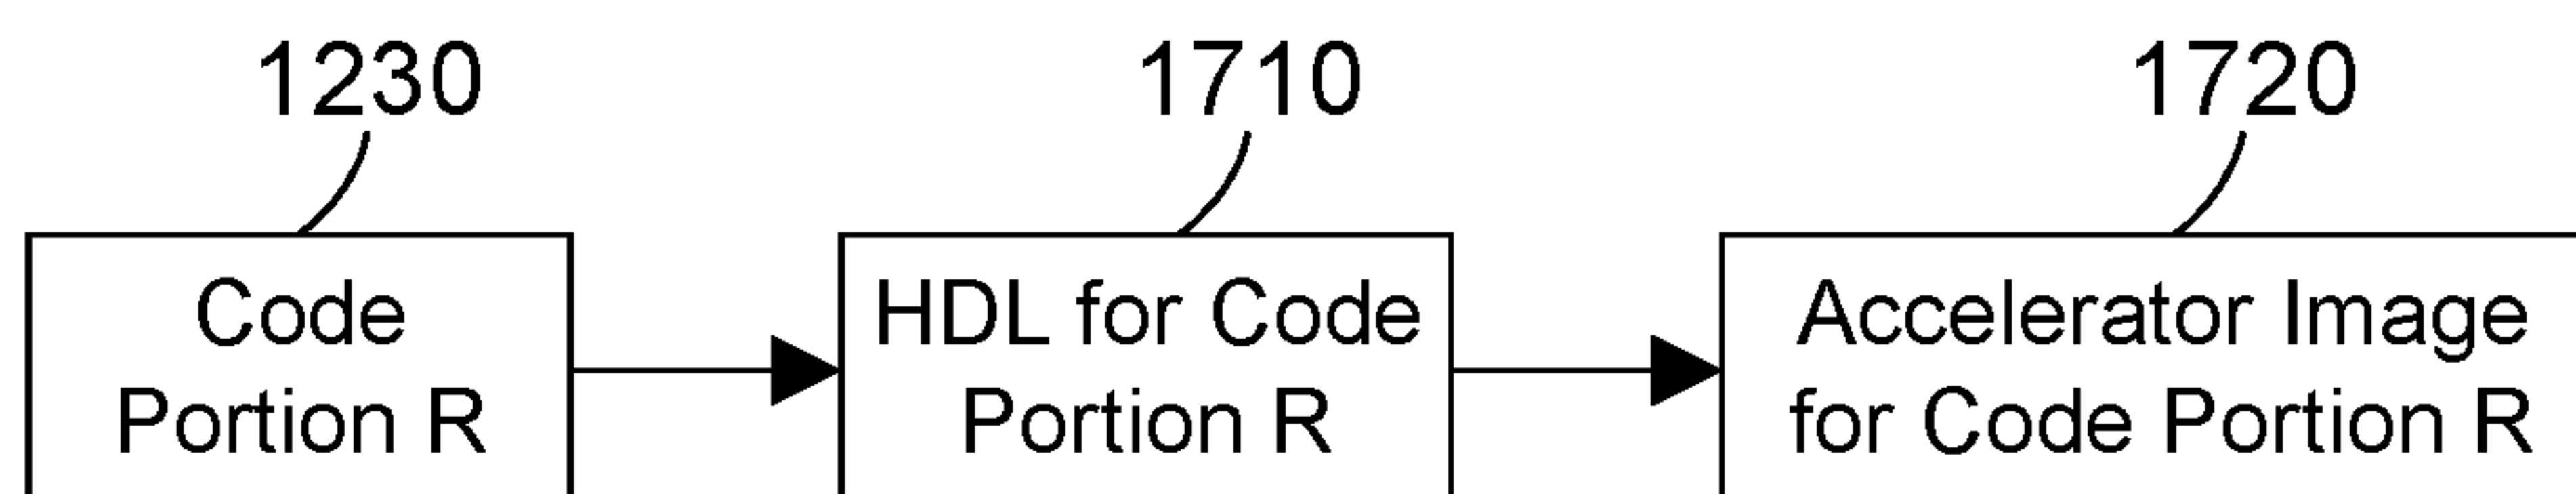 1230
1710
1720
Code
Portion R
HDL for Code
Portion R
Accelerator Image
for Code Portion R